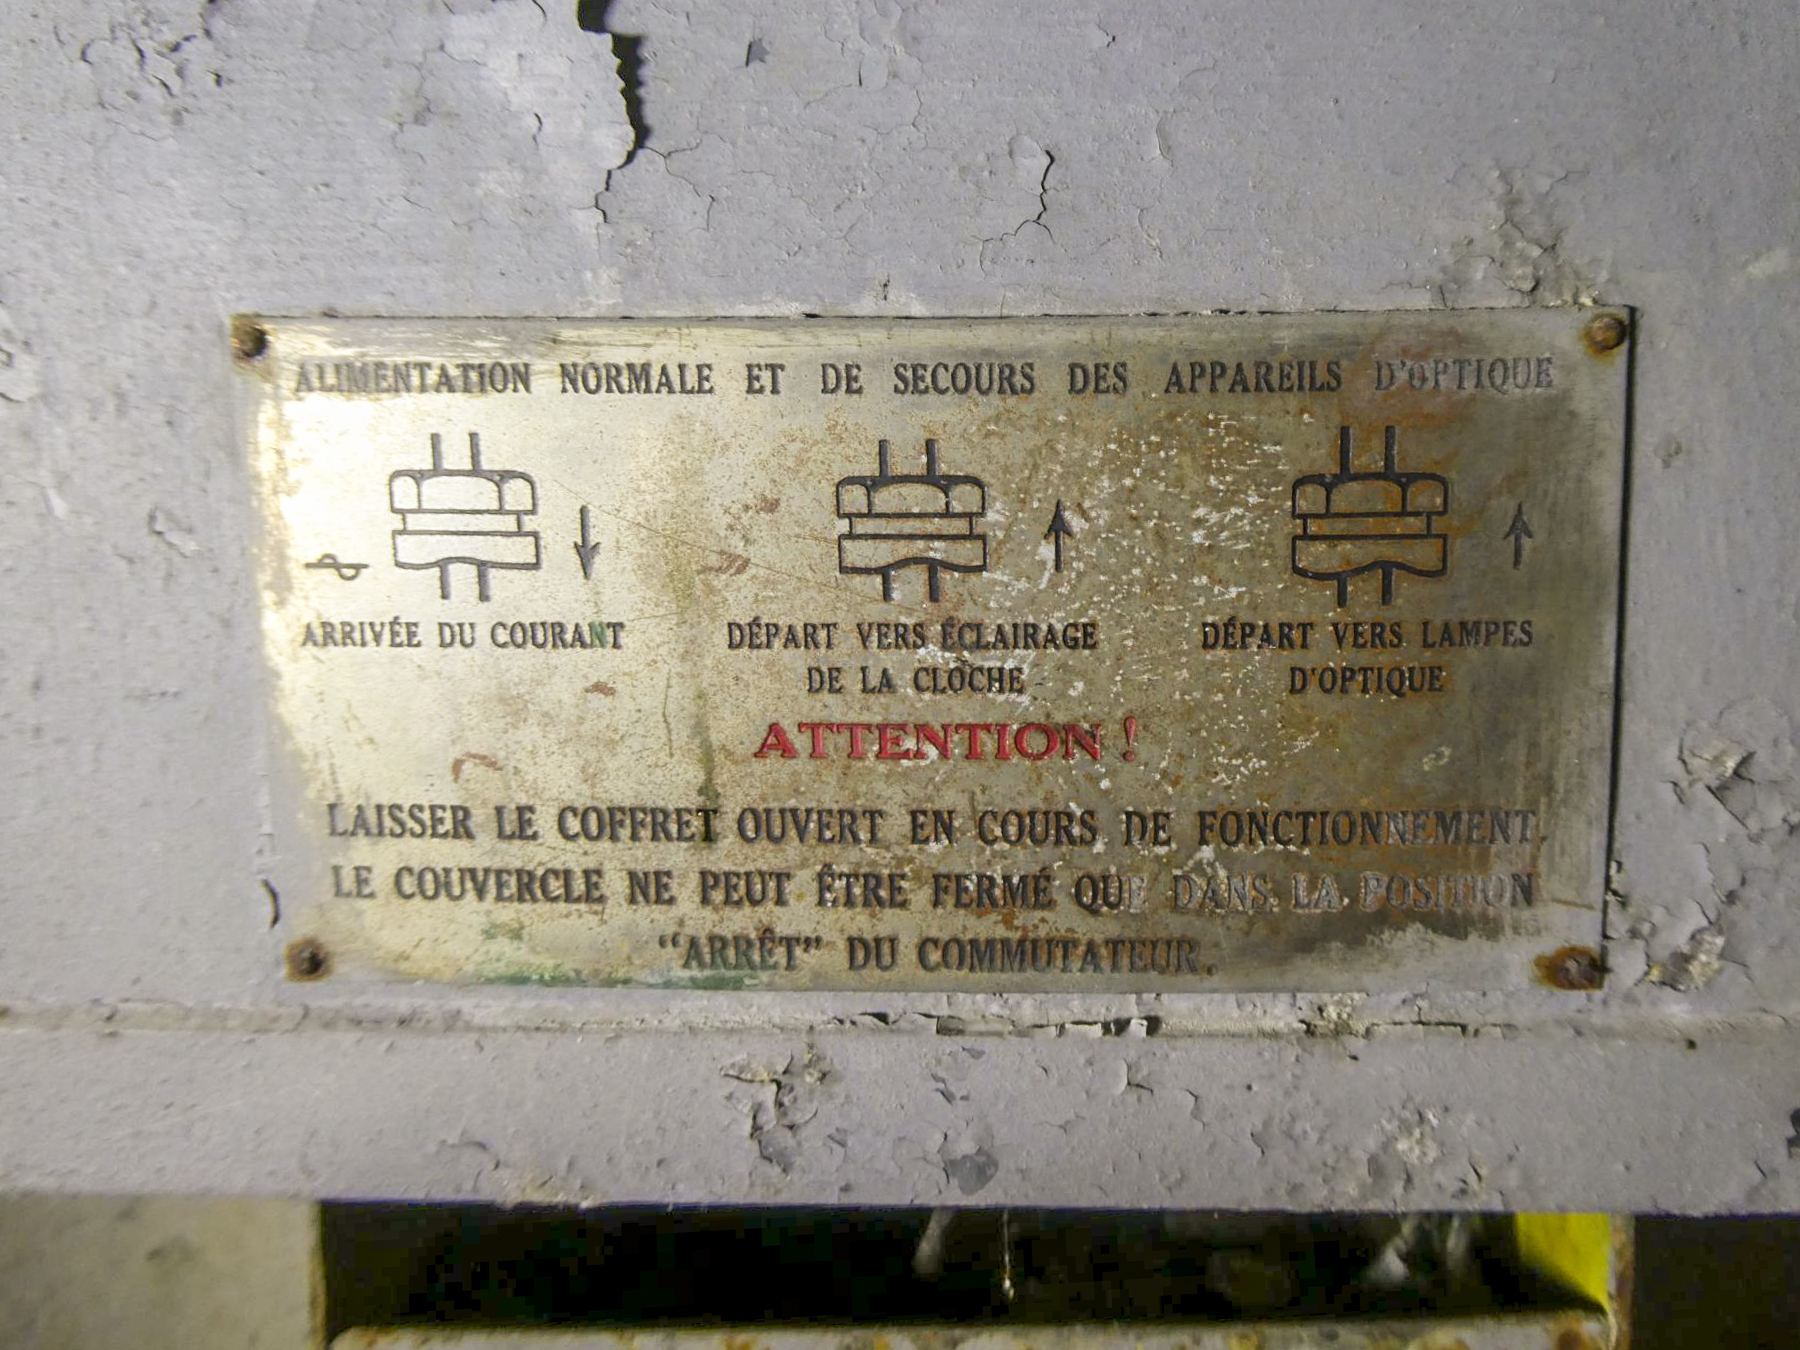 ALIMENTATION NORMALE ET DE SECOURS DES APPAREILS D'OPTIQUE
ARRIVÉE DU COURANT
DÉPART VERS ÉCLAIRAGE
DE LA CLOCHE
DÉPART VERS LAMPES
D'OPTIQUE
ATTENTION !
LAISSER LE COFFRET OUVERT EN COURS DE FONCTIONNEMENT.
LE COUVERCLE NE PEUT ÊTRE FERMÉ QUE DANS LA POSITION
“ARRÊT” DU COMMUTATEUR.